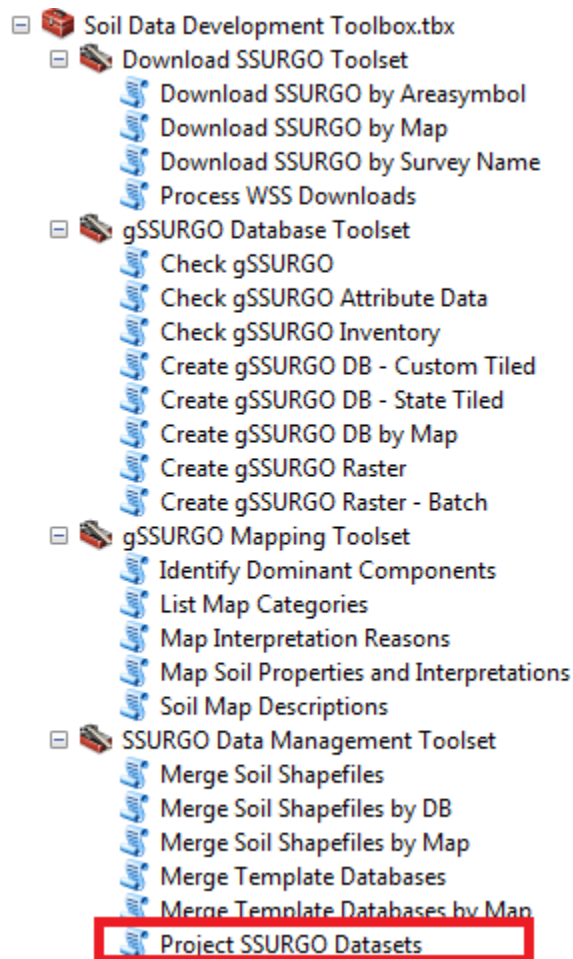 Soil Data Development Toolbox.tbx
Download SSURGO Toolset
Download SSURGO by Areasymbol
Download SSURGO by Map
Download SSURGO by Survey Name
Process WSS Downloads
gSSURGO Database Toolset
Check gSSURGO
Check gSSURGO Attribute Data
Check gSSURGO Inventory
Create gSSURGO DB - Custom Tiled
Create gSSURGO DB - State Tiled
Create gSSURGO DB by Map
Create gSSURGO Raster
Create gSSURGO Raster - Batch
gSSURGO Mapping Toolset
Identify Dominant Components
List Map Categories
Map Interpretation Reasons
Map Soil Properties and Interpretations
Soil Map Descriptions
SSURGO Data Management Toolset
Merge Soil Shapefiles
Merge Soil Shapefiles by DB
Merge Soil Shapefiles by Map
Merge Template Databases
Merge Template Databases by Map
Project SSURGO Datasets